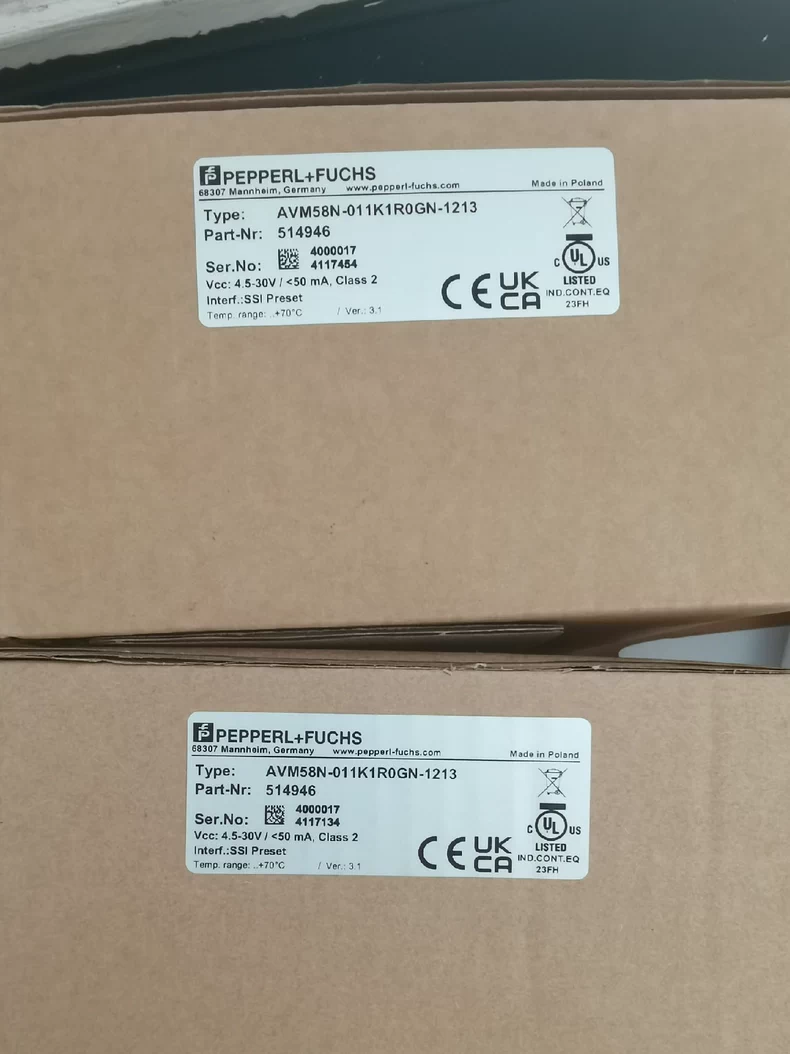 PEPPERL+FUCHS
68307 Mannheim, Germany www.pepperl-fuchs.com Made in Poland
Type: AVM58N-011K1R0GN-1213
Part-Nr: 514946
Ser.No: 4000017
4117454
Vcc: 4.5-30V / <50 mA, Class 2
Interf.:SSI Preset
Temp. range: ..+70°C / Ver.: 3.1
CE UK
CA
C UL US
LISTED
IND.CONT.EQ
23FH
PEPPERL+FUCHS
68307 Mannheim, Germany www.pepperl-fuchs.com Made in Poland
Type: AVM58N-011K1R0GN-1213
Part-Nr: 514946
Ser.No: 4000017
4117134
Vcc: 4.5-30V / <50 mA, Class 2
Interf.:SSI Preset
Temp. range: ..+70°C / Ver.: 3.1
CE UK
CA
C UL US
LISTED
IND.CONT.EQ
23FH